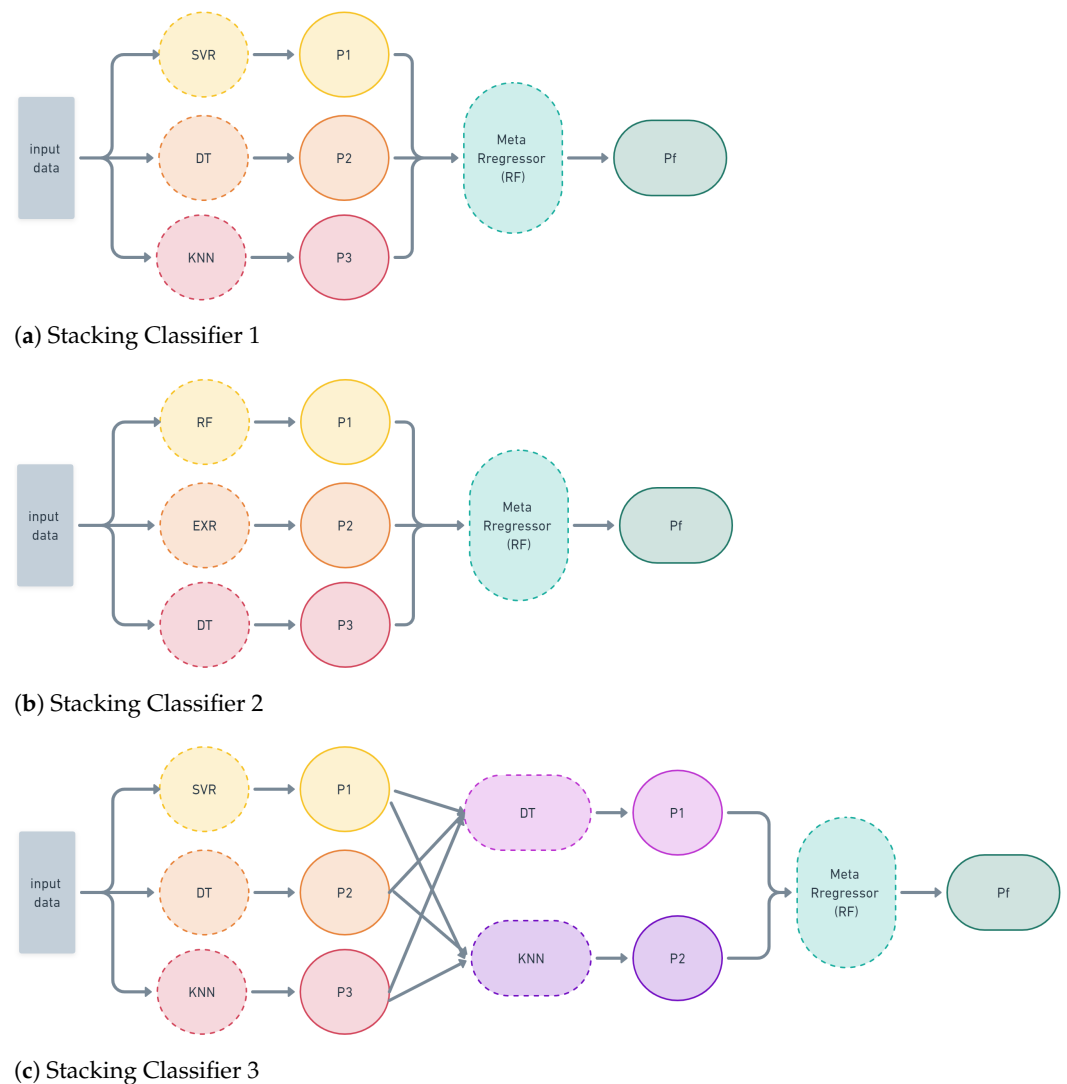 SVR
P1
input
data
DT
P2
Meta
Rregressor
(RF)
Pf
KNN
P3
(a) Stacking Classifier 1
RF
P1
input
data
EXR
P2
Meta
Rregressor
(RF)
Pf
DT
P3
(b) Stacking Classifier 2
SVR
P1
DT
P1
input
data
DT
P2
Meta
Rregressor
(RF)
Pf
KNN
P2
KNN
P3
(c) Stacking Classifier 3